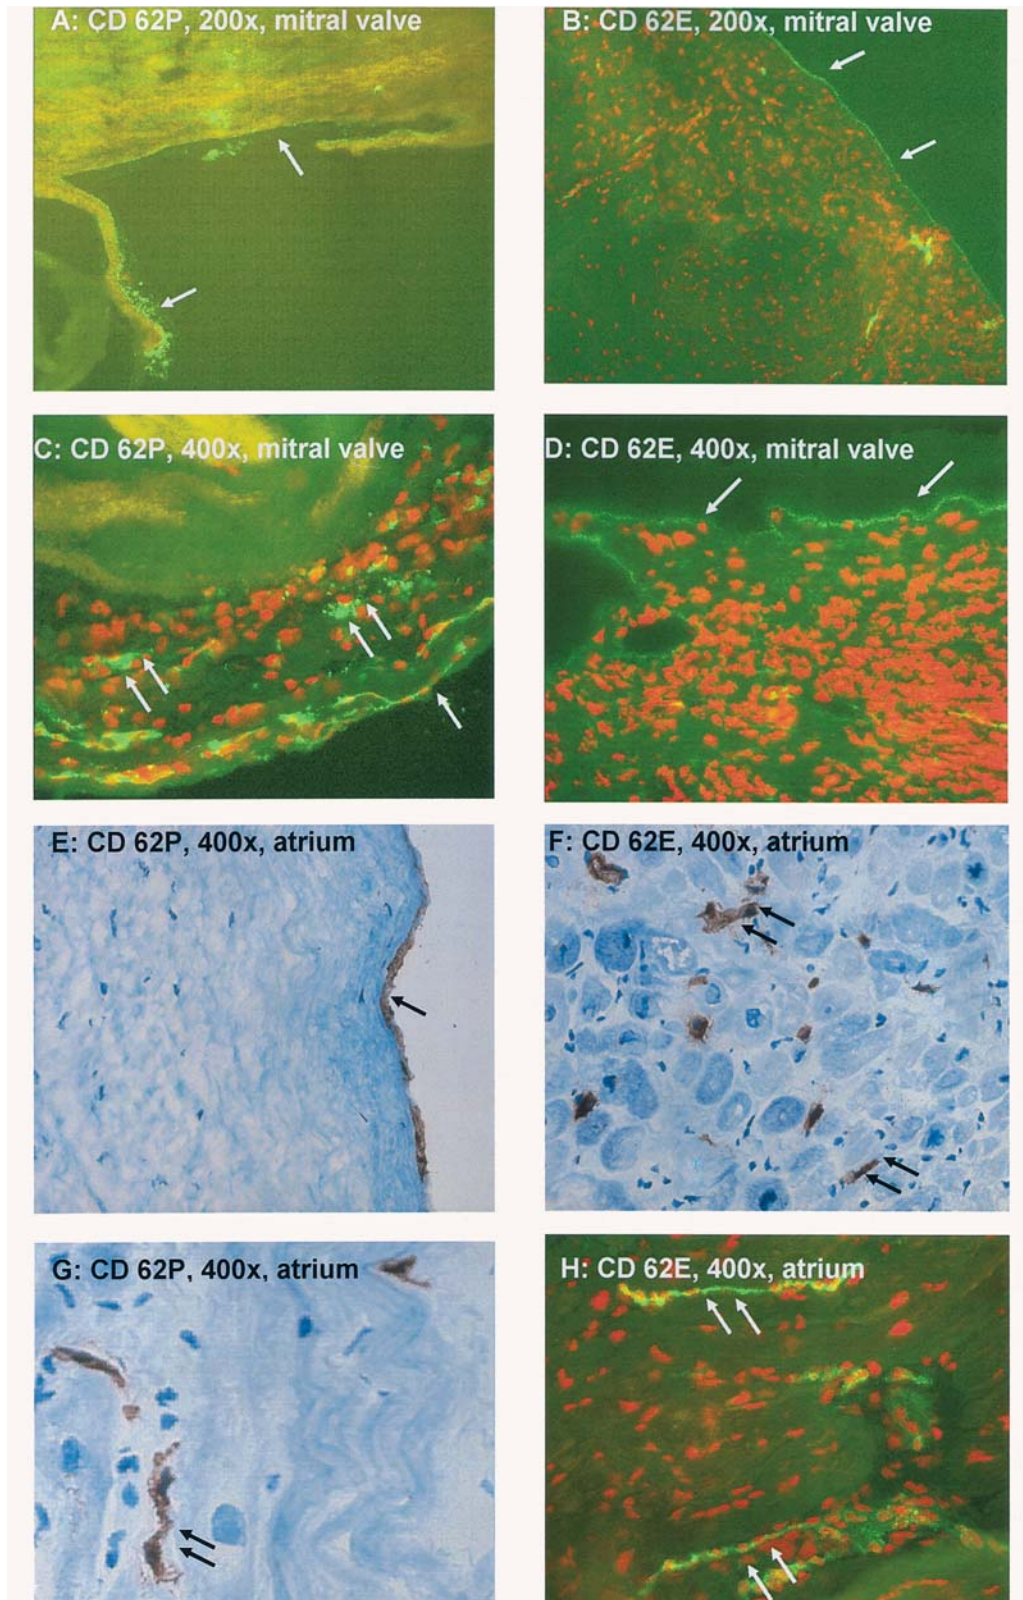 A: CD 62P, 200x, mitral valve
B: CD 62E, 200x, mitral valve
C: CD 62P, 400x, mitral valve
D: CD 62E, 400x, mitral valve
E: CD 62P, 400x, atrium
F: CD 62E, 400x, atrium
G: CD 62P, 400x, atrium
H: CD 62E, 400x, atrium